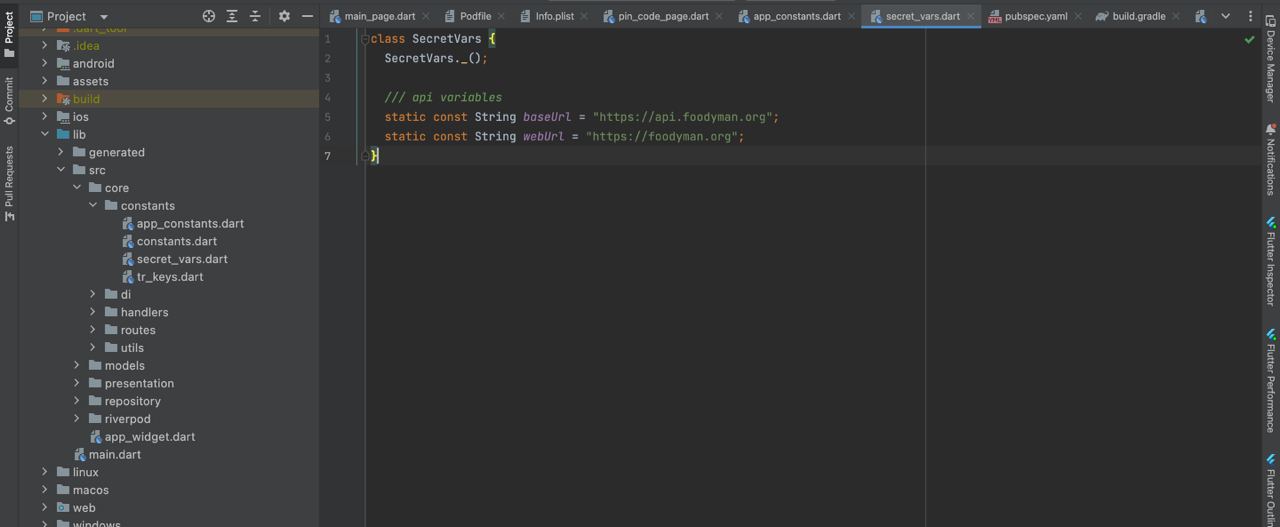 Project
main_page.dart
Podfile
Info.plist
pin_code_page.dart
app_constants.dart
secret_vars.dart
pubspec.yaml
build.gradle
Project
Commit
Pull Requests
.dart_tool
.idea
android
assets
build
ios
lib
generated
src
core
constants
app_constants.dart
constants.dart
secret_vars.dart
tr_keys.dart
di
handlers
routes
utils
models
presentation
repository
riverpod
app_widget.dart
main.dart
linux
macos
web
windows
1 class SecretVars {
2 SecretVars._();
3
4 /// api variables
5 static const String baseUrl = "https://api.foodyman.org";
6 static const String webUrl = "https://foodyman.org";
7 }
Device Manager
Notifications
Flutter Inspector
Flutter Performance
Flutter Outlin